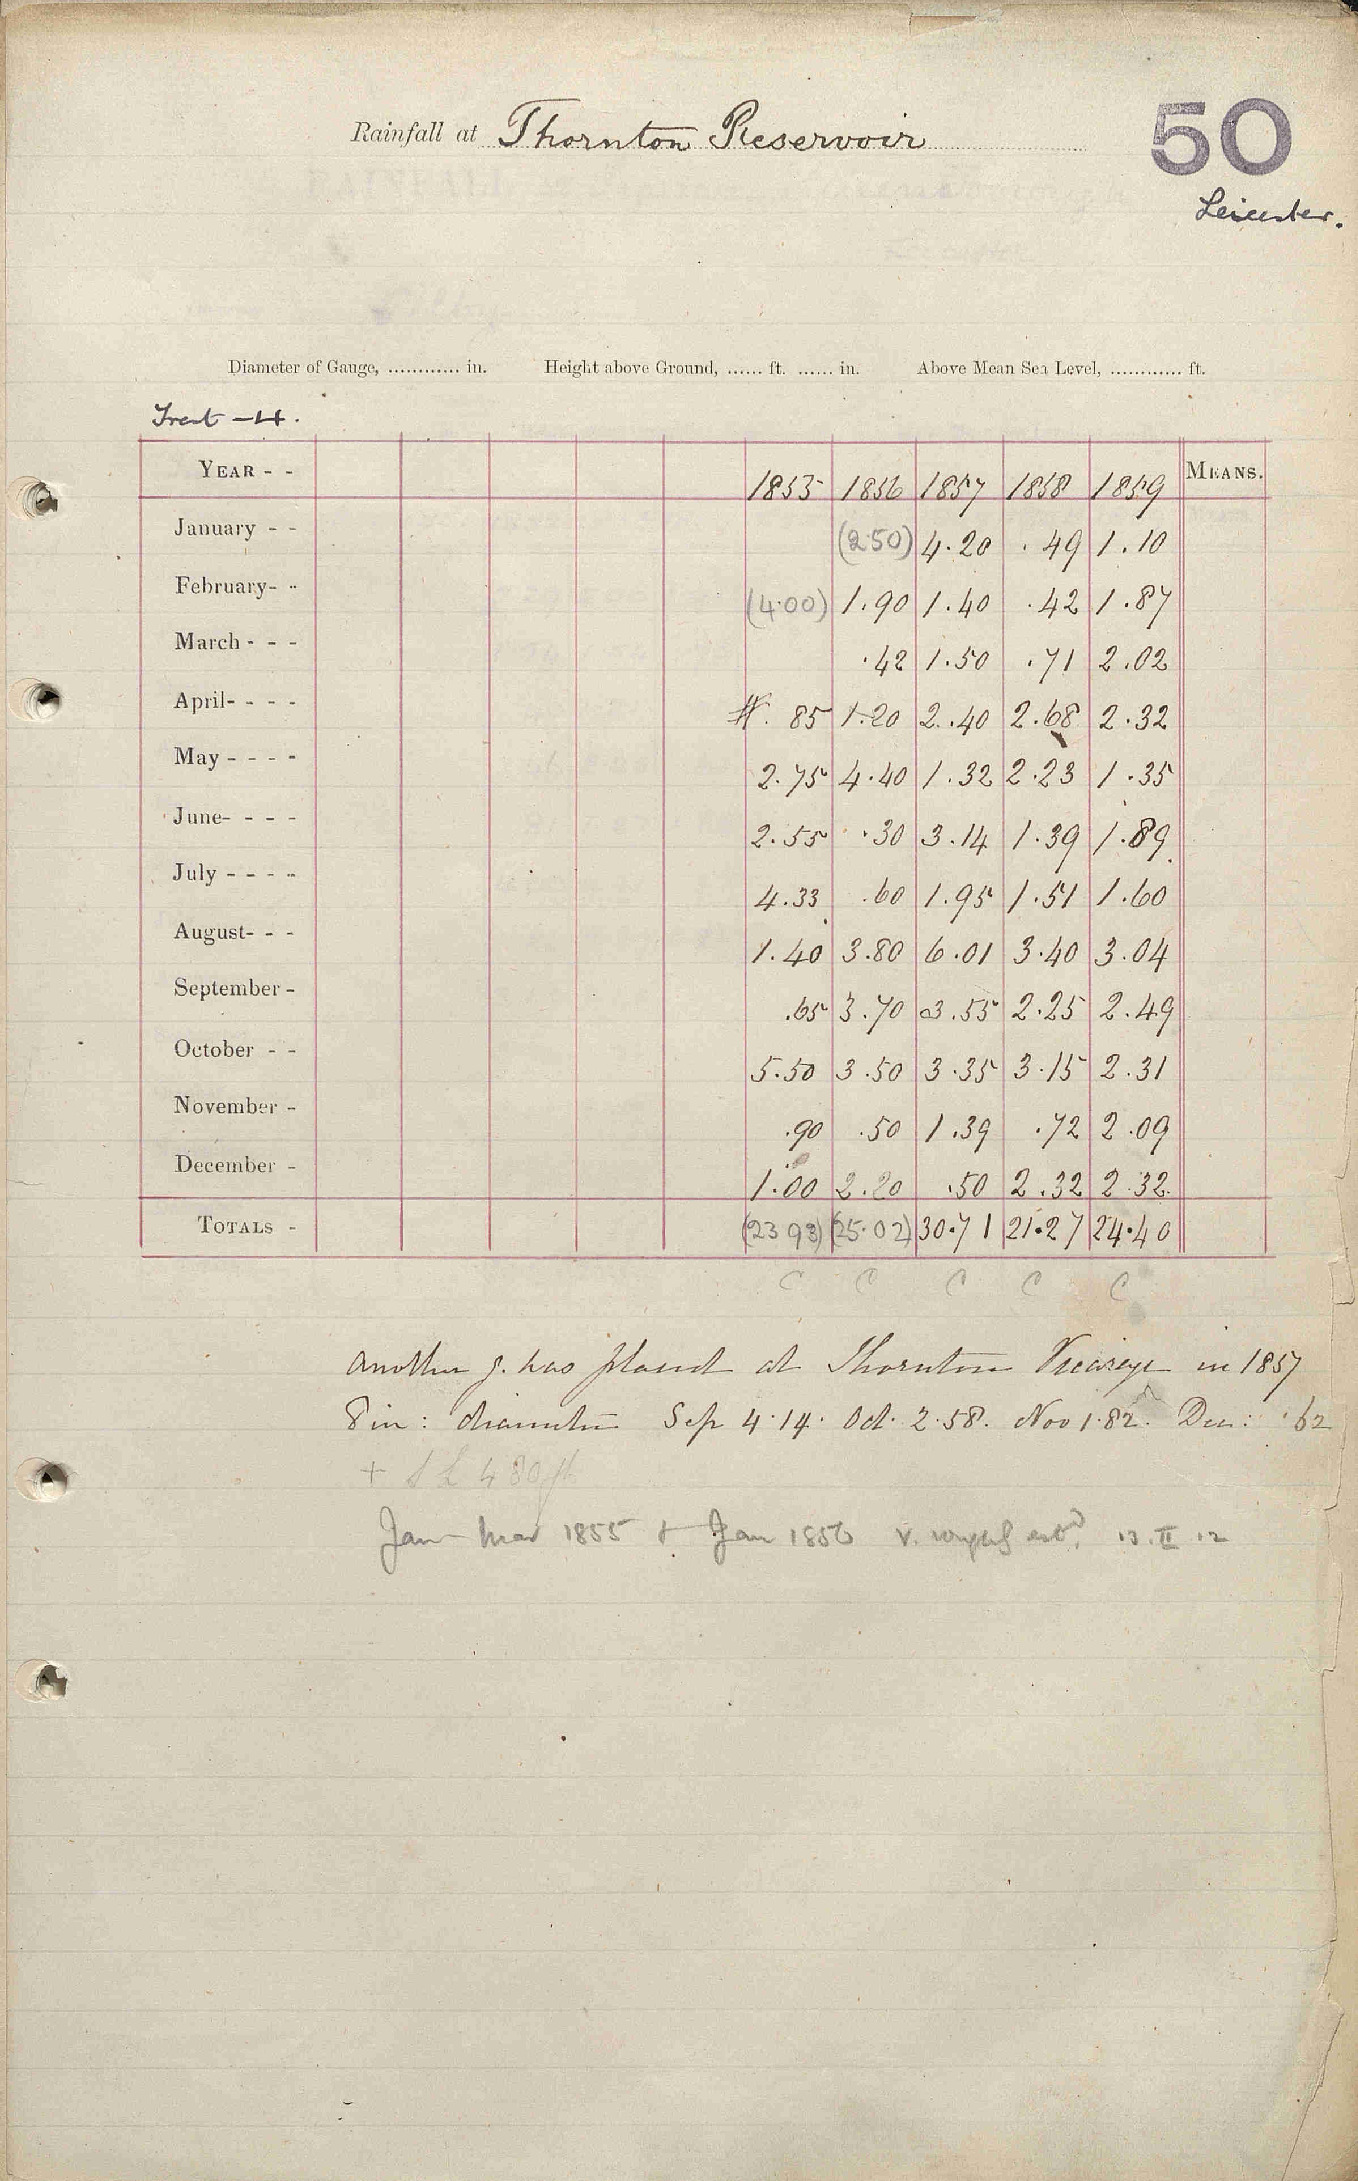 Rainfall at Thornton Reservoir
50
Leicester.
Diameter of Gauge, ............ in. Height above Ground, ...... ft. ...... in. Above Mean Sea Level, ............ ft.
Trent -H.
YEAR - - 1855 1856 1857 1858 1859 MEANS.
January - - (2.50) 4.20 .49 1.10
February- - (4.00) 1.90 1.40 .42 1.87
March - - - .42 1.50 .71 2.02
April- - - - .85 1.20 2.40 2.68 2.32
May - - - - 2.75 4.40 1.32 2.23 1.35
June- - - - 2.55 .30 3.14 1.39 1.89
July - - - - 4.33 .60 1.95 1.51 1.60
August- - - 1.40 3.80 6.01 3.40 3.04
September - .65 3.70 3.55 2.25 2.49
October - - 5.50 3.50 3.35 3.15 2.31
November - .90 .50 1.39 .72 2.09
December - 1.00 2.20 .50 2.32 2.32
TOTALS - (23 93) (25.02) 30.71 21.27 24.40
C C C C C
Another g. was placed at Thornton Vicarage in 1857
8 in: diameter Sep 4.14. Oct. 2.58. Nov 1.82. Dec: .62
+ S L 480 ft
Jan - Mar 1855 + Jan 1856 v. rough estd. 13.II.12